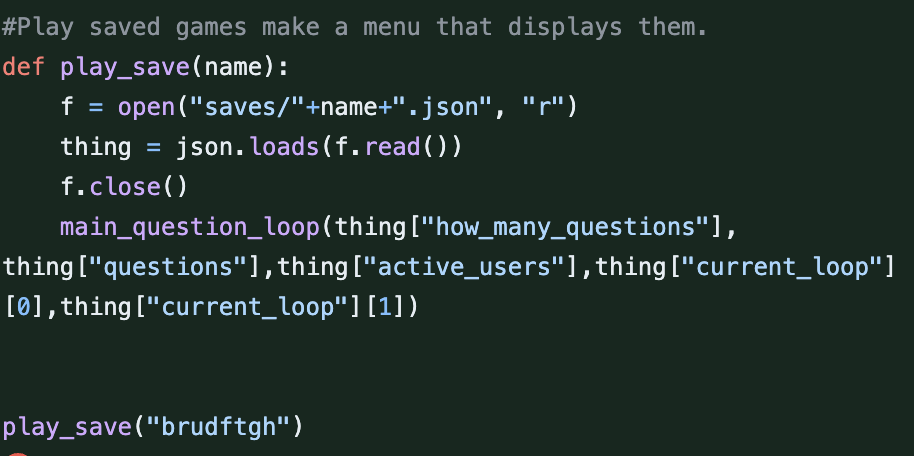 #Play saved games make a menu that displays them.
def play_save(name):
    f = open("saves/"+name+".json", "r")
    thing = json.loads(f.read())
    f.close()
    main_question_loop(thing["how_many_questions"],
thing["questions"],thing["active_users"],thing["current_loop"]
[0],thing["current_loop"][1])
play_save("brudftgh")